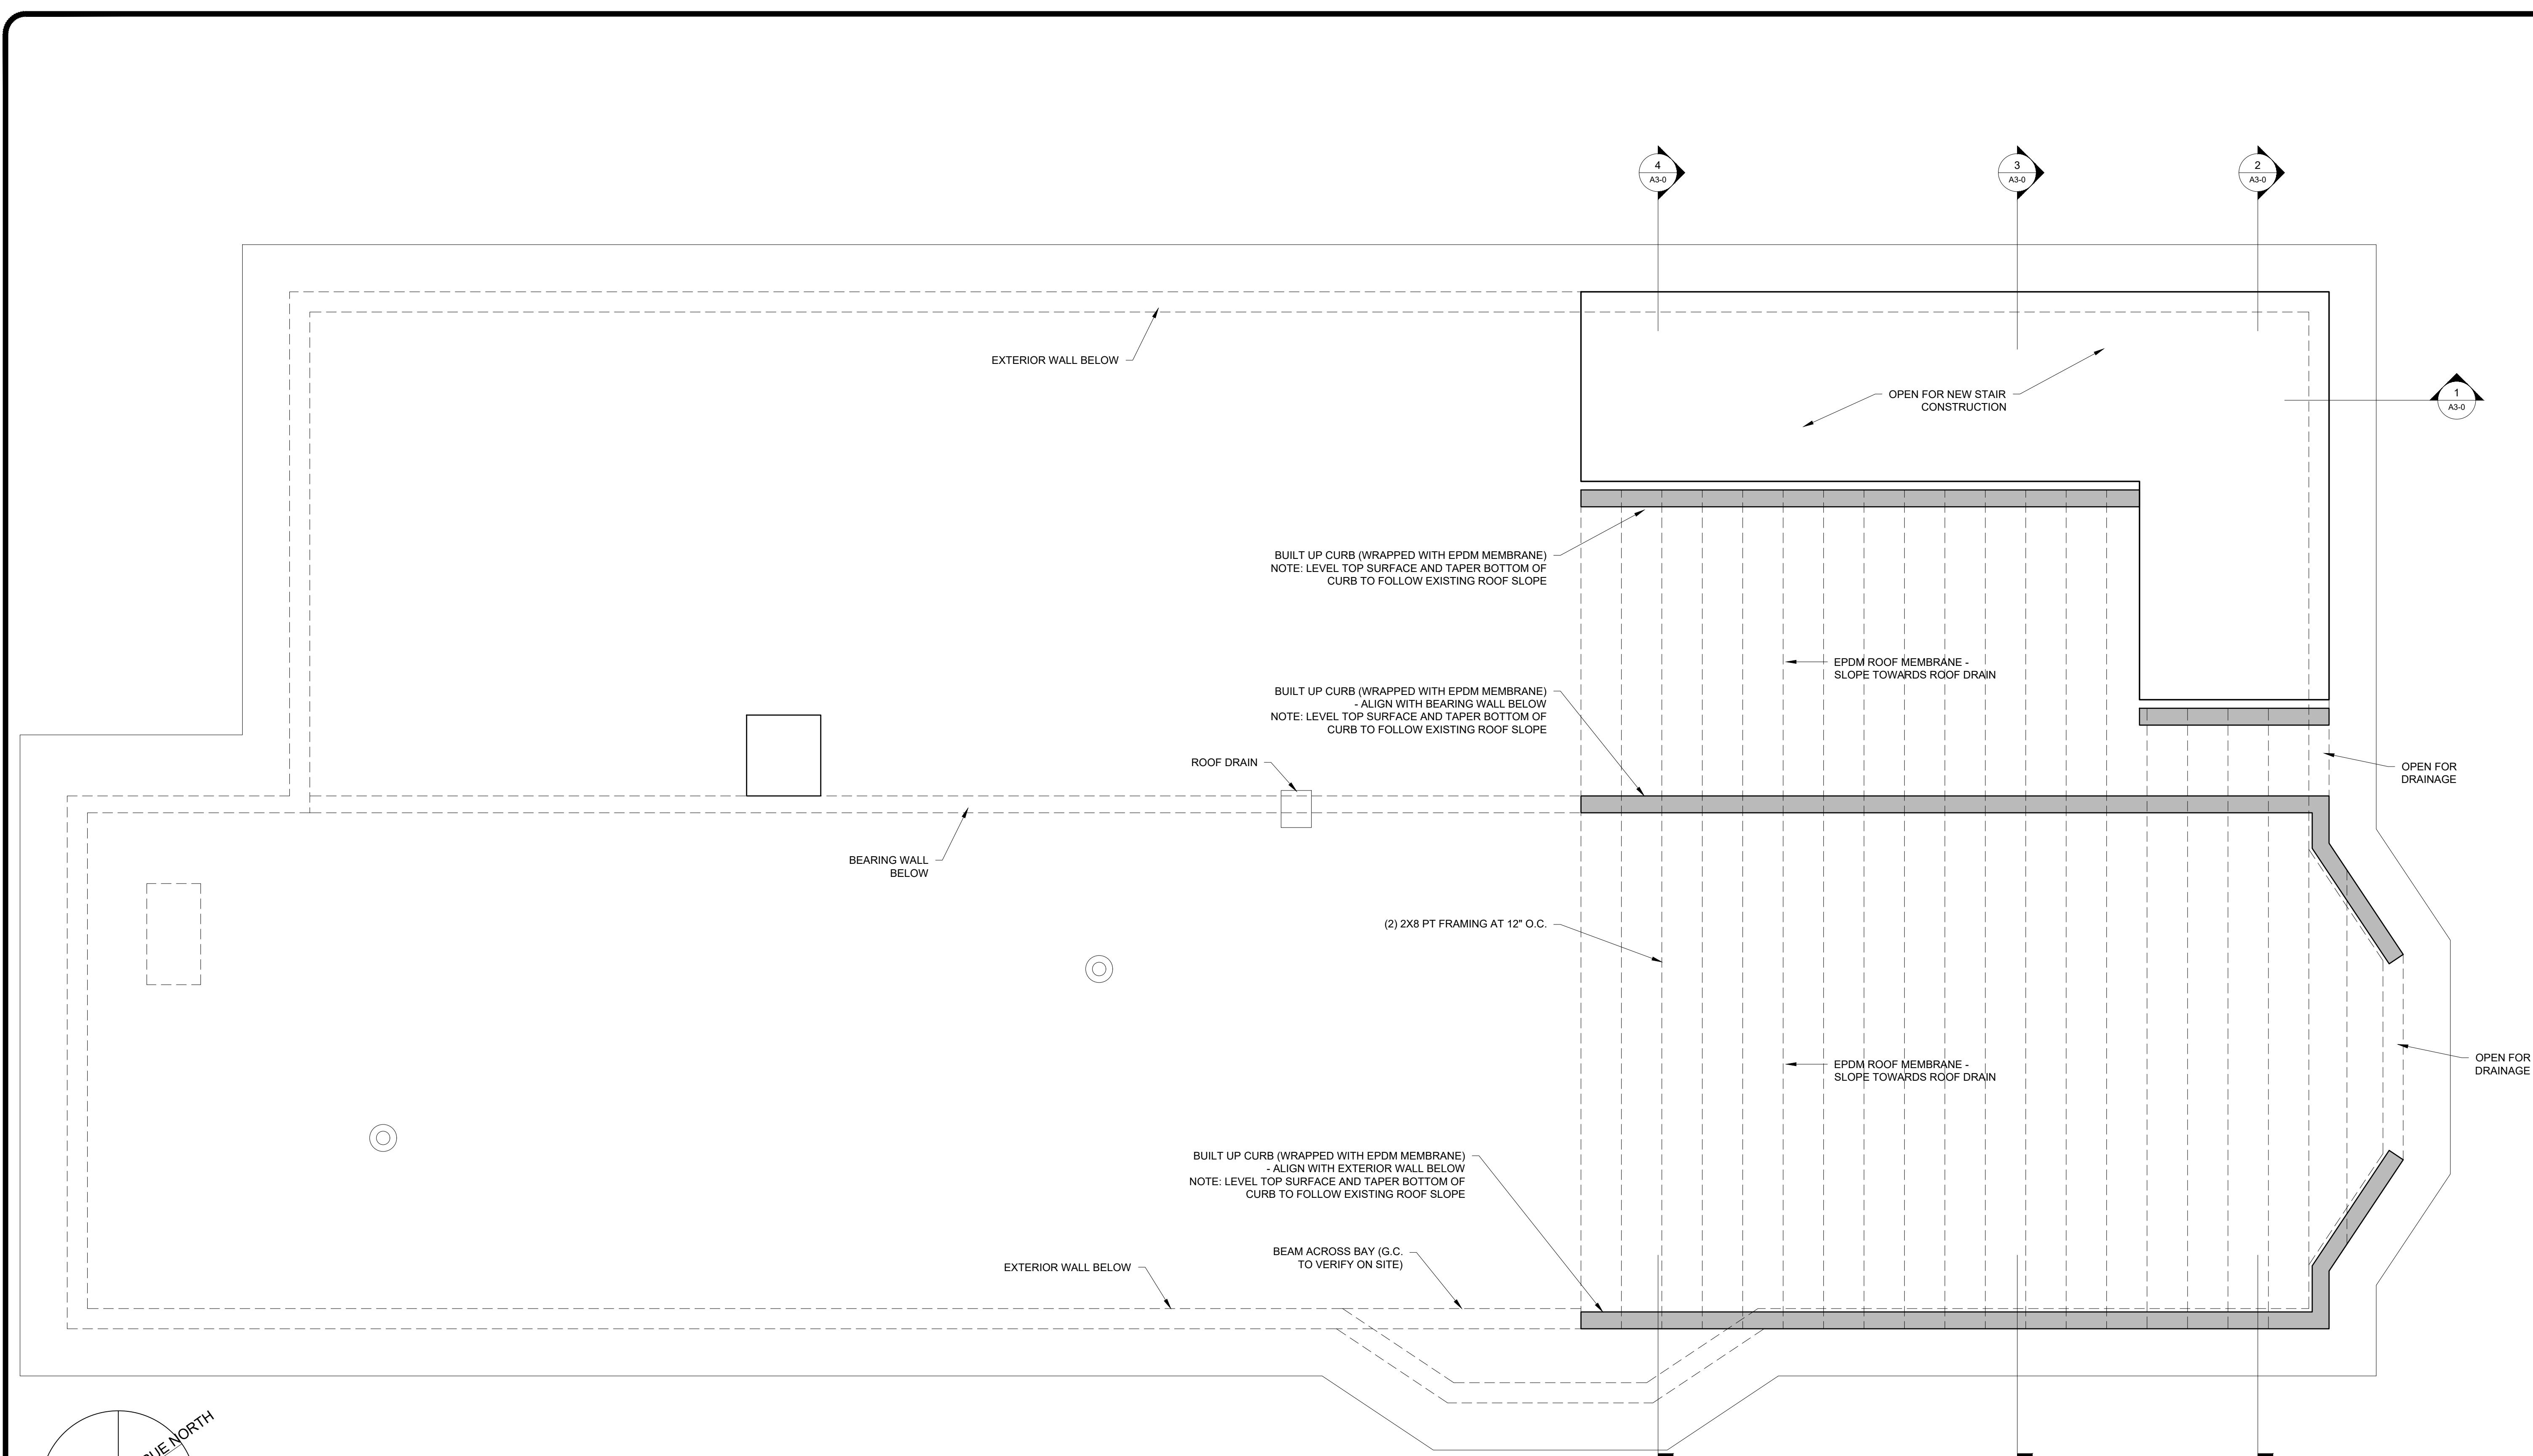 4
A3-0
3
A3-0
2
A3-0
EXTERIOR WALL BELOW
OPEN FOR NEW STAIR
CONSTRUCTION
1
A3-0
BUILT UP CURB (WRAPPED WITH EPDM MEMBRANE)
NOTE: LEVEL TOP SURFACE AND TAPER BOTTOM OF
CURB TO FOLLOW EXISTING ROOF SLOPE
EPDM ROOF MEMBRANE -
SLOPE TOWARDS ROOF DRAIN
BUILT UP CURB (WRAPPED WITH EPDM MEMBRANE)
- ALIGN WITH BEARING WALL BELOW
NOTE: LEVEL TOP SURFACE AND TAPER BOTTOM OF
CURB TO FOLLOW EXISTING ROOF SLOPE
ROOF DRAIN
OPEN FOR
DRAINAGE
BEARING WALL
BELOW
(2) 2X8 PT FRAMING AT 12" O.C.
OPEN FOR
DRAINAGE
EPDM ROOF MEMBRANE -
SLOPE TOWARDS ROOF DRAIN
BUILT UP CURB (WRAPPED WITH EPDM MEMBRANE)
- ALIGN WITH EXTERIOR WALL BELOW
NOTE: LEVEL TOP SURFACE AND TAPER BOTTOM OF
CURB TO FOLLOW EXISTING ROOF SLOPE
BEAM ACROSS BAY (G.C.
TO VERIFY ON SITE)
EXTERIOR WALL BELOW
NORTH